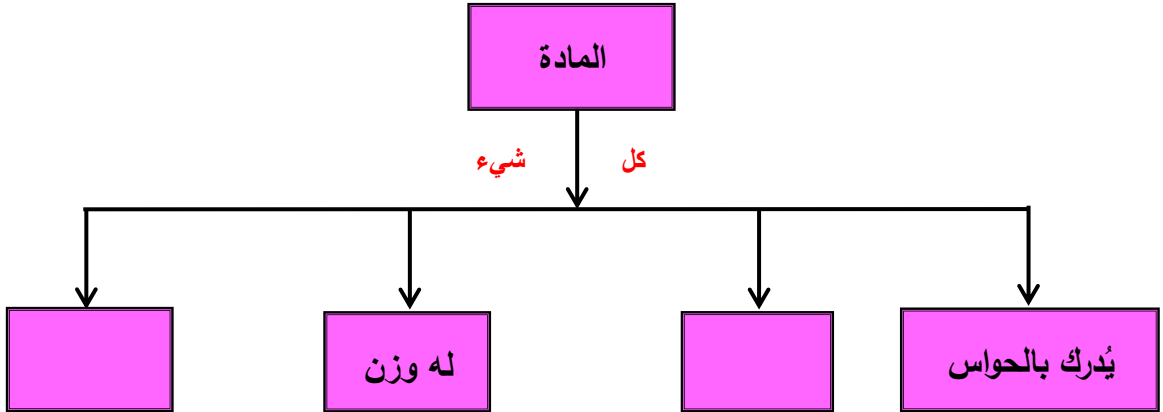 المادة
كل شيء
يُدرك بالحواس
له وزن